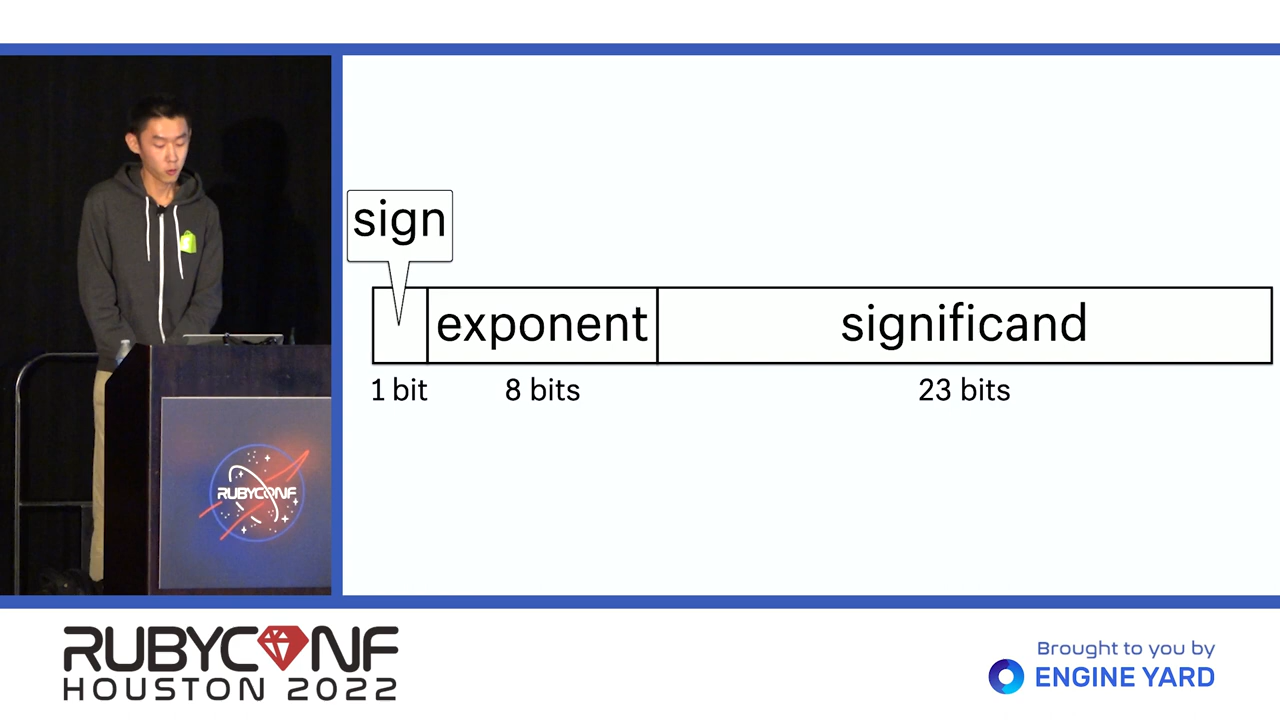 sign
exponent
significand
1 bit
8 bits
23 bits
RUBYCONF
RUBYCONF
HOUSTON 2022
Brought to you by
ENGINE YARD